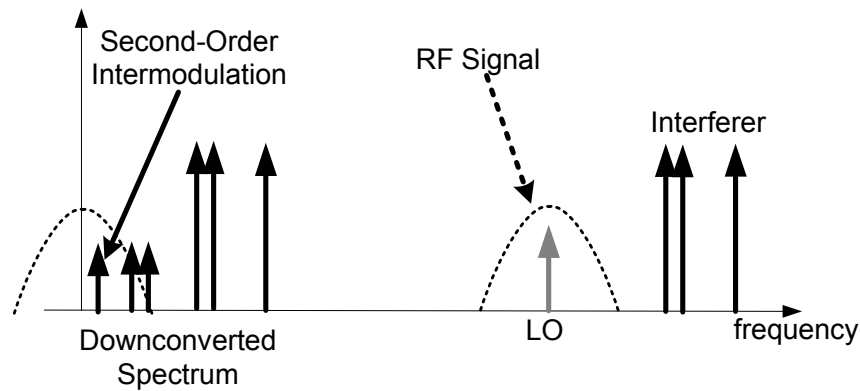 Second-Order
Intermodulation
RF Signal
Interferer
LO
frequency
Downconverted
Spectrum